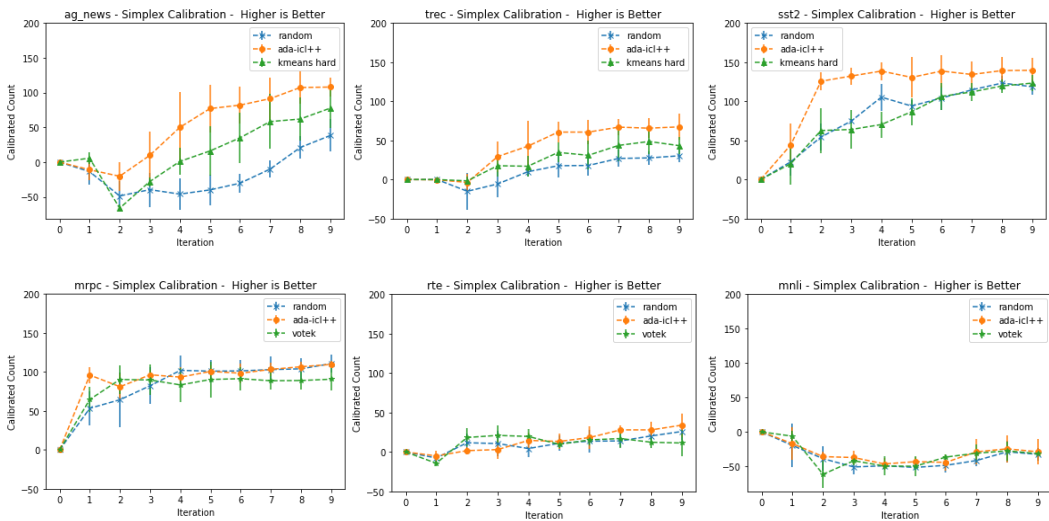 ag_news - Simplex Calibration - Higher is Better
200
150
100
50
0
-50
Calibrated Count
random
ada-icl++
kmeans hard
0 1 2 3 4 5 6 7 8 9
Iteration
trec - Simplex Calibration - Higher is Better
200
150
100
50
0
-50
Calibrated Count
random
ada-icl++
kmeans hard
0 1 2 3 4 5 6 7 8 9
Iteration
sst2 - Simplex Calibration - Higher is Better
200
150
100
50
0
-50
Calibrated Count
random
ada-icl++
kmeans hard
0 1 2 3 4 5 6 7 8 9
Iteration
mrpc - Simplex Calibration - Higher is Better
200
150
100
50
0
-50
Calibrated Count
random
ada-icl++
votek
0 1 2 3 4 5 6 7 8 9
Iteration
rte - Simplex Calibration - Higher is Better
200
150
100
50
0
-50
Calibrated Count
random
ada-icl++
votek
0 1 2 3 4 5 6 7 8 9
Iteration
mnli - Simplex Calibration - Higher is Better
200
150
100
50
0
-50
Calibrated Count
random
ada-icl++
votek
0 1 2 3 4 5 6 7 8 9
Iteration